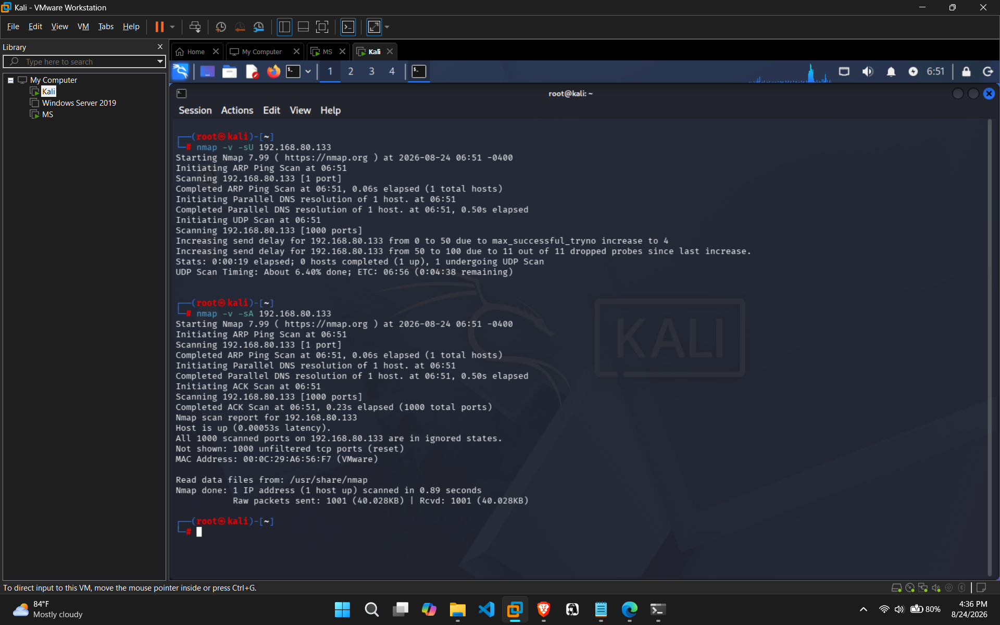 Kali - VMware Workstation
File Edit View VM Tabs Help
Library
Type here to search
My Computer
Kali
Windows Server 2019
MS
Home
My Computer
MS
Kali
1 2 3 4
6:51
root@kali: ~
Session Actions Edit View Help
┌──(root㉿kali)-[~]
└─# nmap -v -sU 192.168.80.133
Starting Nmap 7.99 ( https://nmap.org ) at 2026-08-24 06:51 -0400
Initiating ARP Ping Scan at 06:51
Scanning 192.168.80.133 [1 port]
Completed ARP Ping Scan at 06:51, 0.06s elapsed (1 total hosts)
Initiating Parallel DNS resolution of 1 host. at 06:51
Completed Parallel DNS resolution of 1 host. at 06:51, 0.50s elapsed
Initiating UDP Scan at 06:51
Scanning 192.168.80.133 [1000 ports]
Increasing send delay for 192.168.80.133 from 0 to 50 due to max_successful_tryno increase to 4
Increasing send delay for 192.168.80.133 from 50 to 100 due to 11 out of 11 dropped probes since last increase.
Stats: 0:00:19 elapsed; 0 hosts completed (1 up), 1 undergoing UDP Scan
UDP Scan Timing: About 6.40% done; ETC: 06:56 (0:04:38 remaining)
┌──(root㉿kali)-[~]
└─# nmap -v -sA 192.168.80.133
Starting Nmap 7.99 ( https://nmap.org ) at 2026-08-24 06:51 -0400
Initiating ARP Ping Scan at 06:51
Scanning 192.168.80.133 [1 port]
Completed ARP Ping Scan at 06:51, 0.06s elapsed (1 total hosts)
Initiating Parallel DNS resolution of 1 host. at 06:51
Completed Parallel DNS resolution of 1 host. at 06:51, 0.50s elapsed
Initiating ACK Scan at 06:51
Scanning 192.168.80.133 [1000 ports]
Completed ACK Scan at 06:51, 0.23s elapsed (1000 total ports)
Nmap scan report for 192.168.80.133
Host is up (0.00053s latency).
All 1000 scanned ports on 192.168.80.133 are in ignored states.
Not shown: 1000 unfiltered tcp ports (reset)
MAC Address: 00:0C:29:A6:56:F7 (VMware)
Read data files from: /usr/share/nmap
Nmap done: 1 IP address (1 host up) scanned in 0.89 seconds
Raw packets sent: 1001 (40.028KB) | Rcvd: 1001 (40.028KB)
┌──(root㉿kali)-[~]
└─#
KALI
To direct input to this VM, move the mouse pointer inside or press Ctrl+G.
84°F
Mostly cloudy
80%
4:36 PM
8/24/2026